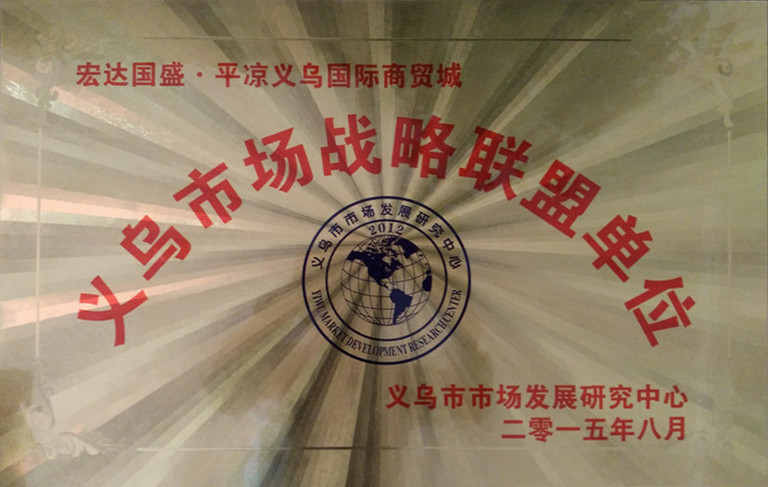 宏达国盛·平凉义乌国际商贸城
义乌市场战略联盟单位
义乌市市场发展研究中心
2012
YIWU MARKET DEVELOPMENT RESEARCH CENTER
义乌市市场发展研究中心
二零一五年八月